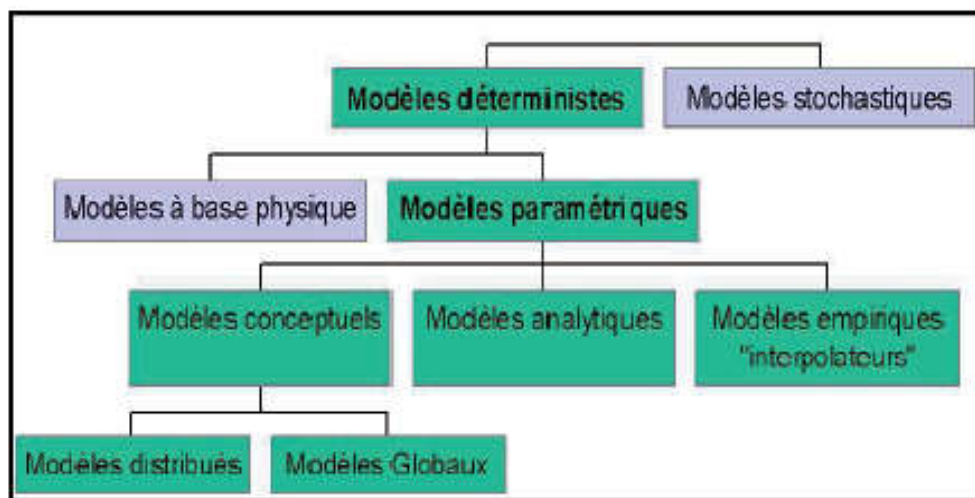 Modèles déterministes
Modèles stochastiques
Modèles à base physique
Modèles paramétriques
Modèles conceptuels
Modèles analytiques
Modèles empiriques
"interpolateurs"
Modèles distribués
Modèles Globaux